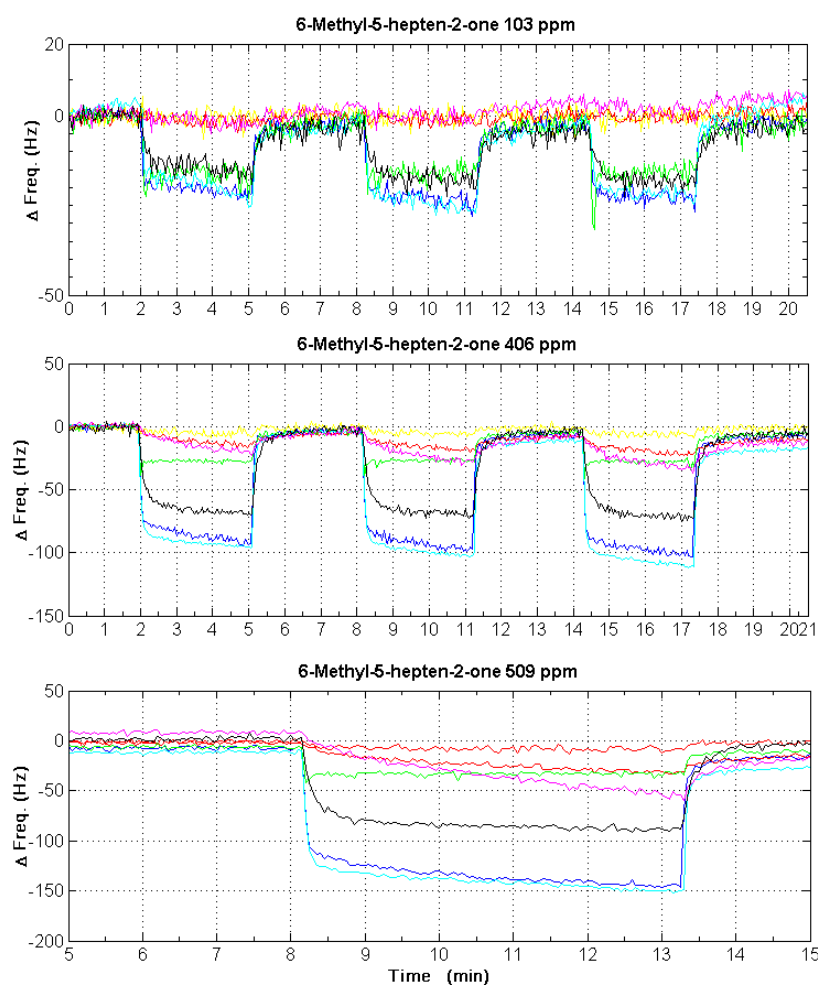 6-Methyl-5-hepten-2-one 103 ppm
20
0
-50
Δ Freq. (Hz)
0 1 2 3 4 5 6 7 8 9 10 11 12 13 14 15 16 17 18 19 20
6-Methyl-5-hepten-2-one 406 ppm
50
0
-50
-100
-150
Δ Freq. (Hz)
0 1 2 3 4 5 6 7 8 9 10 11 12 13 14 15 16 17 18 19 2021
6-Methyl-5-hepten-2-one 509 ppm
50
0
-50
-100
-150
-200
Δ Freq. (Hz)
5 6 7 8 9 10 11 12 13 14 15
Time (min)